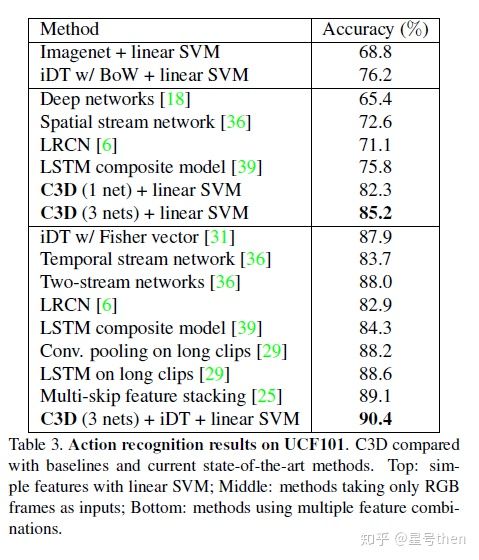 Method Accuracy (%)
Imagenet + linear SVM 68.8
iDT w/ BoW + linear SVM 76.2
Deep networks [18] 65.4
Spatial stream network [36] 72.6
LRCN [6] 71.1
LSTM composite model [39] 75.8
C3D (1 net) + linear SVM 82.3
C3D (3 nets) + linear SVM 85.2
iDT w/ Fisher vector [31] 87.9
Temporal stream network [36] 83.7
Two-stream networks [36] 88.0
LRCN [6] 82.9
LSTM composite model [39] 84.3
Conv. pooling on long clips [29] 88.2
LSTM on long clips [29] 88.6
Multi-skip feature stacking [25] 89.1
C3D (3 nets) + iDT + linear SVM 90.4
Table 3. Action recognition results on UCF101. C3D compared
with baselines and current state-of-the-art methods. Top: sim-
ple features with linear SVM; Middle: methods taking only RGB
frames as inputs; Bottom: methods using multiple feature combi-
nations.
知乎 @星号then